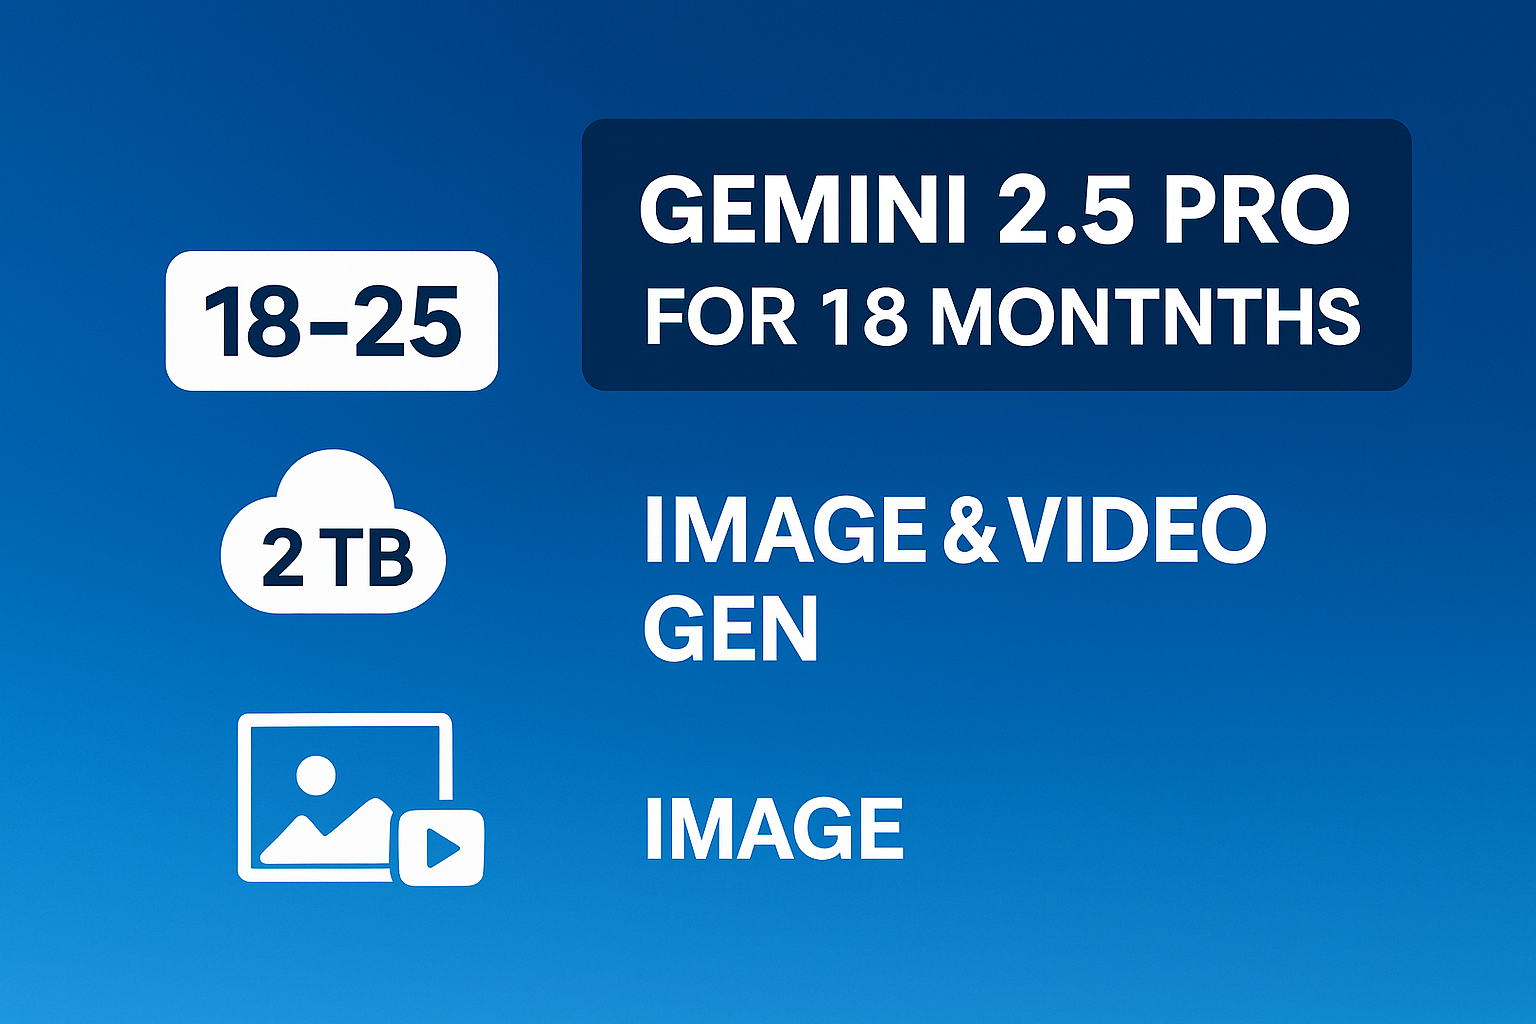 GEMINI 2.5 PRO
FOR 18 MONTNTHS
18-25
2 TB
IMAGE & VIDEO
GEN
IMAGE